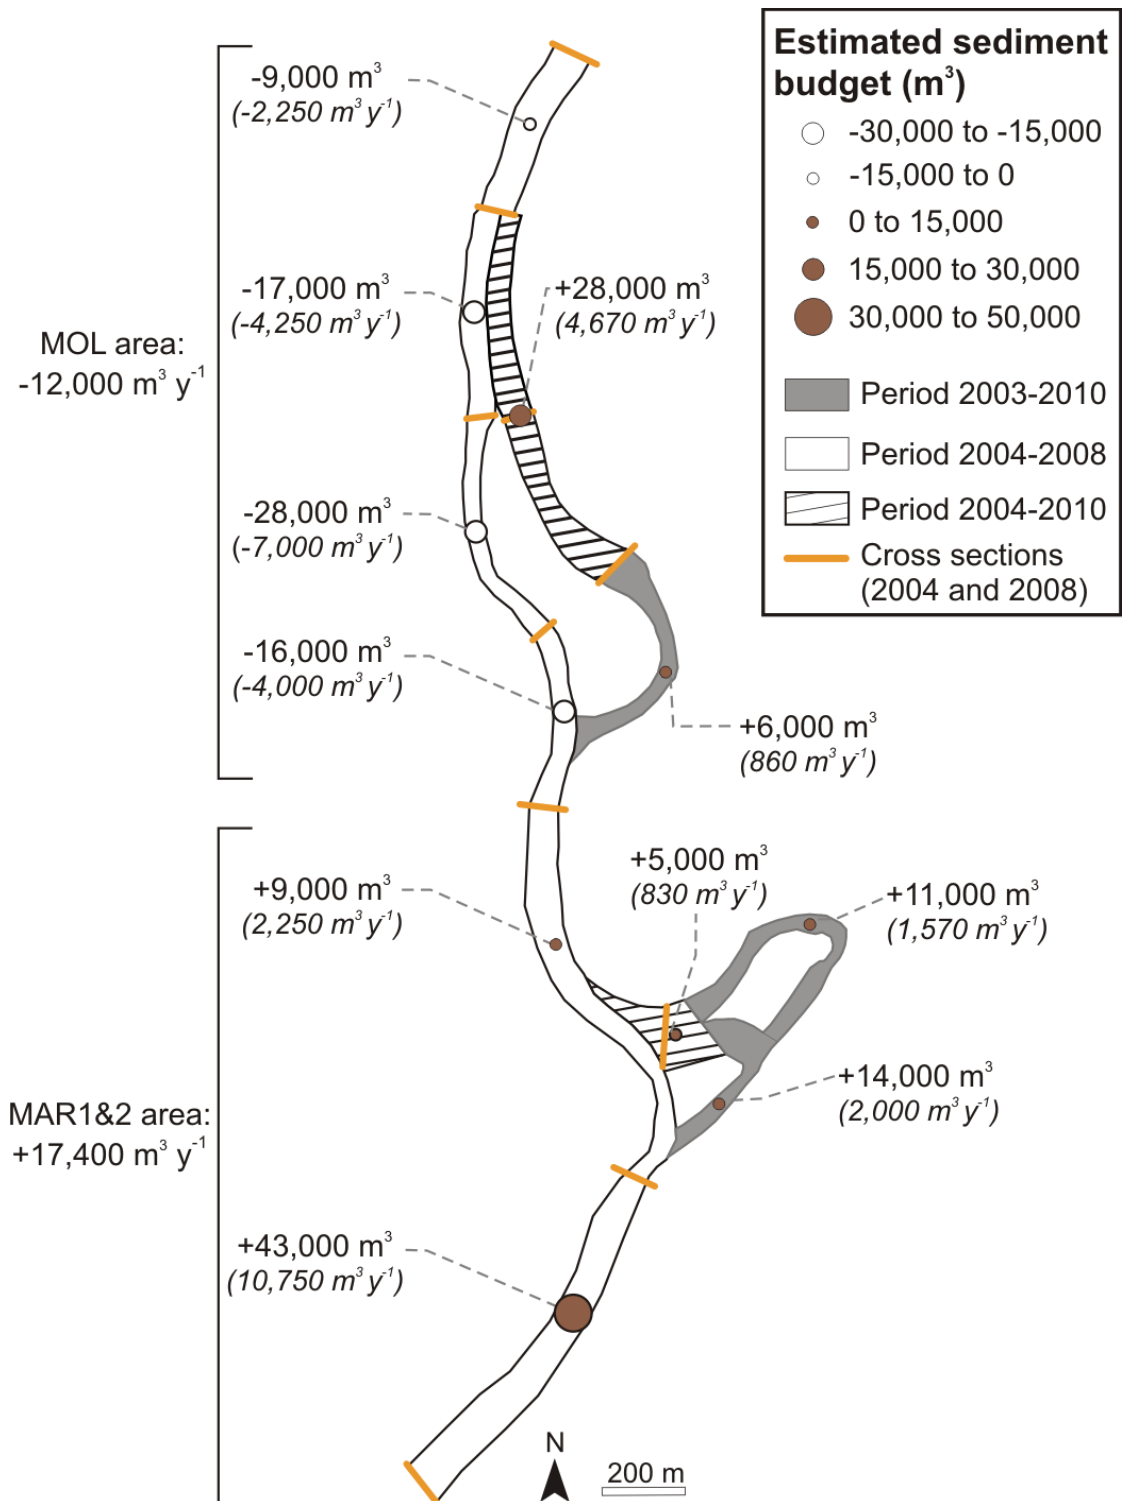 Estimated sediment
budget (m³)
-30,000 to -15,000
-15,000 to 0
0 to 15,000
15,000 to 30,000
30,000 to 50,000
Period 2003-2010
Period 2004-2008
Period 2004-2010
Cross sections
(2004 and 2008)
-9,000 m³
(-2,250 m³ y⁻¹)
-17,000 m³
(-4,250 m³ y⁻¹)
+28,000 m³
(4,670 m³ y⁻¹)
MOL area:
-12,000 m³ y⁻¹
-28,000 m³
(-7,000 m³ y⁻¹)
-16,000 m³
(-4,000 m³ y⁻¹)
+6,000 m³
(860 m³ y⁻¹)
+5,000 m³
(830 m³ y⁻¹)
+9,000 m³
(2,250 m³ y⁻¹)
+11,000 m³
(1,570 m³ y⁻¹)
+14,000 m³
(2,000 m³ y⁻¹)
MAR1&2 area:
+17,400 m³ y⁻¹
+43,000 m³
(10,750 m³ y⁻¹)
N
200 m